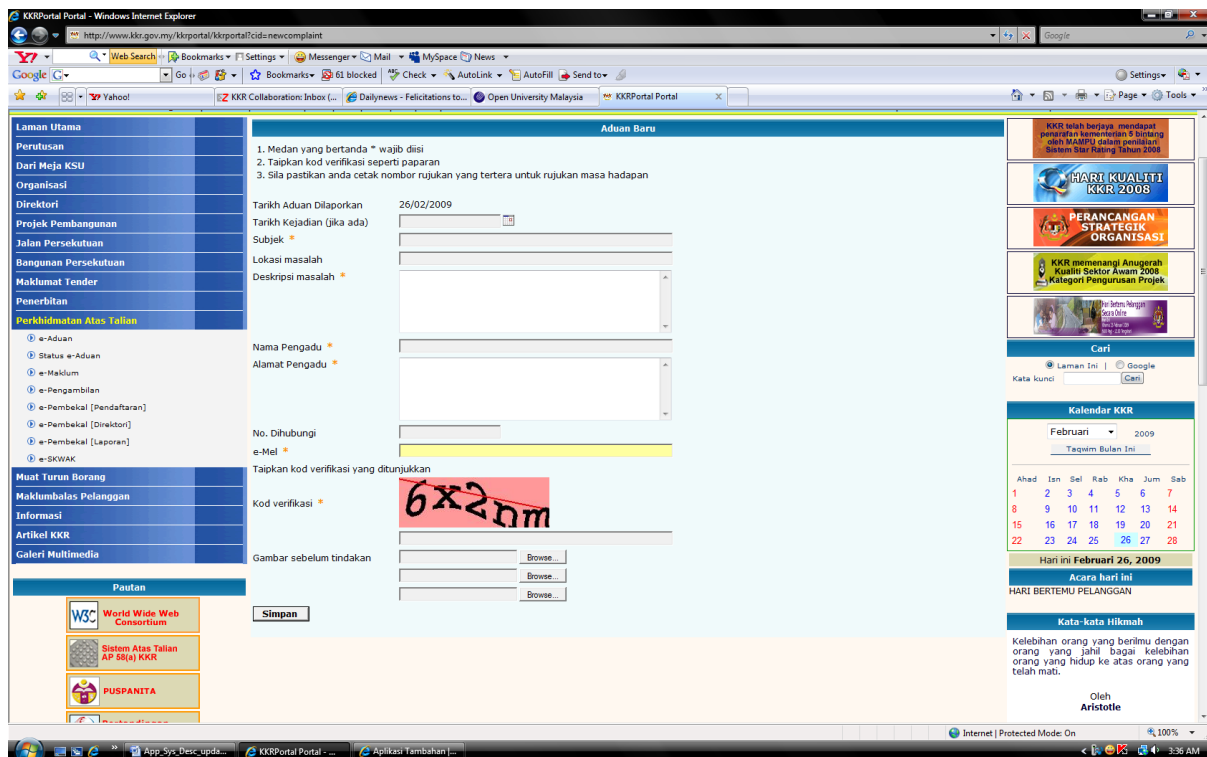 KKRPortal Portal - Windows Internet Explorer
http://www.kkr.gov.my/kkrportal/kkrportal?cid=newcomplaint
Google
Web Search Bookmarks Settings Messenger Mail MySpace News
Google Go Bookmarks 61 blocked Check AutoLink AutoFill Send to Settings
Yahoo! KKR Collaboration: Inbox (... Dailynews - Felicitations to... Open University Malaysia KKRPortal Portal Page Tools
Laman Utama
Perutusan
Dari Meja KSU
Organisasi
Direktori
Projek Pembangunan
Jalan Persekutuan
Bangunan Persekutuan
Maklumat Tender
Penerbitan
Perkhidmatan Atas Talian
e-Aduan
Status e-Aduan
e-Maklum
e-Pengambilan
e-Pembekal [Pendaftaran]
e-Pembekal [Direktori]
e-Pembekal [Laporan]
e-SKWAK
Muat Turun Borang
Maklumbalas Pelanggan
Informasi
Artikel KKR
Galeri Multimedia
Pautan
W3C World Wide Web
Consortium
Sistem Atas Talian
AP 58(a) KKR
PUSPANITA
Aduan Baru
1. Medan yang bertanda * wajib diisi
2. Taipkan kod verifikasi seperti paparan
3. Sila pastikan anda cetak nombor rujukan yang tertera untuk rujukan masa hadapan
Tarikh Aduan Dilaporkan 26/02/2009
Tarikh Kejadian (jika ada)
Subjek *
Lokasi masalah
Deskripsi masalah *
Nama Pengadu *
Alamat Pengadu *
No. Dihubungi
e-Mel *
Taipkan kod verifikasi yang ditunjukkan
Kod verifikasi * 6x2nm
Gambar sebelum tindakan Browse...
Browse...
Browse...
Simpan
KKR telah berjaya mendapat
penarafan kementerian 5 bintang
oleh MAMPU dalam penilaian
Sistem Star Rating Tahun 2008
HARI KUALITI
KKR 2008
PERANCANGAN
STRATEGIK
ORGANISASI
KKR memenangi Anugerah
Kualiti Sektor Awam 2008
Kategori Pengurusan Projek
Hari Bertemu Pelanggan
Secara Online
Cari
Laman Ini | Google
Kata kunci Cari
Kalendar KKR
Februari 2009
Taqwim Bulan Ini
Ahad Isn Sel Rab Kha Jum Sab
1 2 3 4 5 6 7
8 9 10 11 12 13 14
15 16 17 18 19 20 21
22 23 24 25 26 27 28
Hari ini Februari 26, 2009
Acara hari ini
HARI BERTEMU PELANGGAN
Kata-kata Hikmah
Kelebihan orang yang berilmu dengan
orang yang jahil bagai kelebihan
orang yang hidup ke atas orang yang
telah mati.
Oleh
Aristotle
Internet | Protected Mode: On 100%
App_Sys_Desc_upda... KKRPortal Portal - ... Aplikasi Tambahan |... 3:36 AM